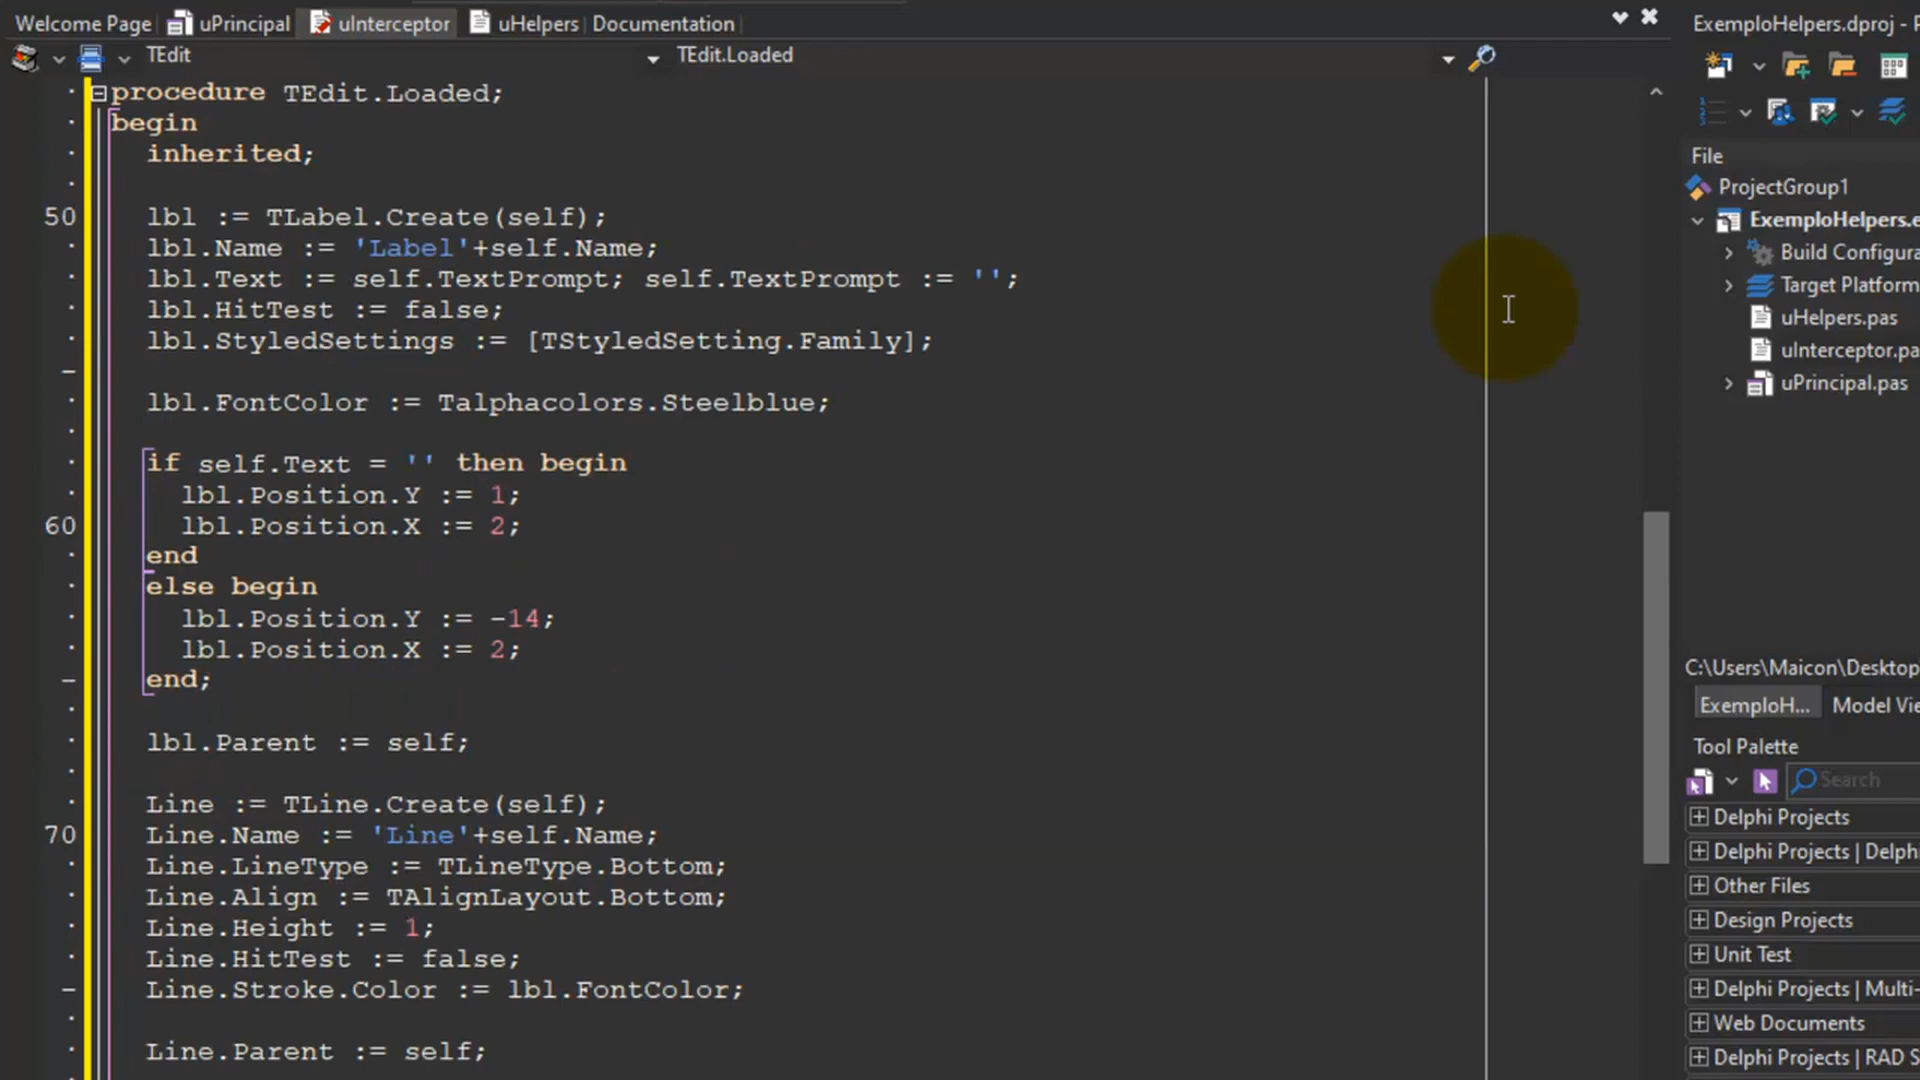 Welcome Page uPrincipal uInterceptor uHelpers Documentation
TEdit TEdit.Loaded
procedure TEdit.Loaded;
begin
inherited;
50 lbl := TLabel.Create(self);
lbl.Name := 'Label'+self.Name;
lbl.Text := self.TextPrompt; self.TextPrompt := '';
lbl.HitTest := false;
lbl.StyledSettings := [TStyledSetting.Family];
lbl.FontColor := Talphacolors.Steelblue;
if self.Text = '' then begin
lbl.Position.Y := 1;
60 lbl.Position.X := 2;
end
else begin
lbl.Position.Y := -14;
lbl.Position.X := 2;
end;
lbl.Parent := self;
Line := TLine.Create(self);
70 Line.Name := 'Line'+self.Name;
Line.LineType := TLineType.Bottom;
Line.Align := TAlignLayout.Bottom;
Line.Height := 1;
Line.HitTest := false;
Line.Stroke.Color := lbl.FontColor;
Line.Parent := self;
ExemploHelpers.dproj - P
File
ProjectGroup1
ExemploHelpers.e
Build Configura
Target Platform
uHelpers.pas
uInterceptor.pa
uPrincipal.pas
C:\Users\Maicon\Desktop
ExemploH... Model Vie
Tool Palette
Search
Delphi Projects
Delphi Projects | Delphi
Other Files
Design Projects
Unit Test
Delphi Projects | Multi-
Web Documents
Delphi Projects | RAD S